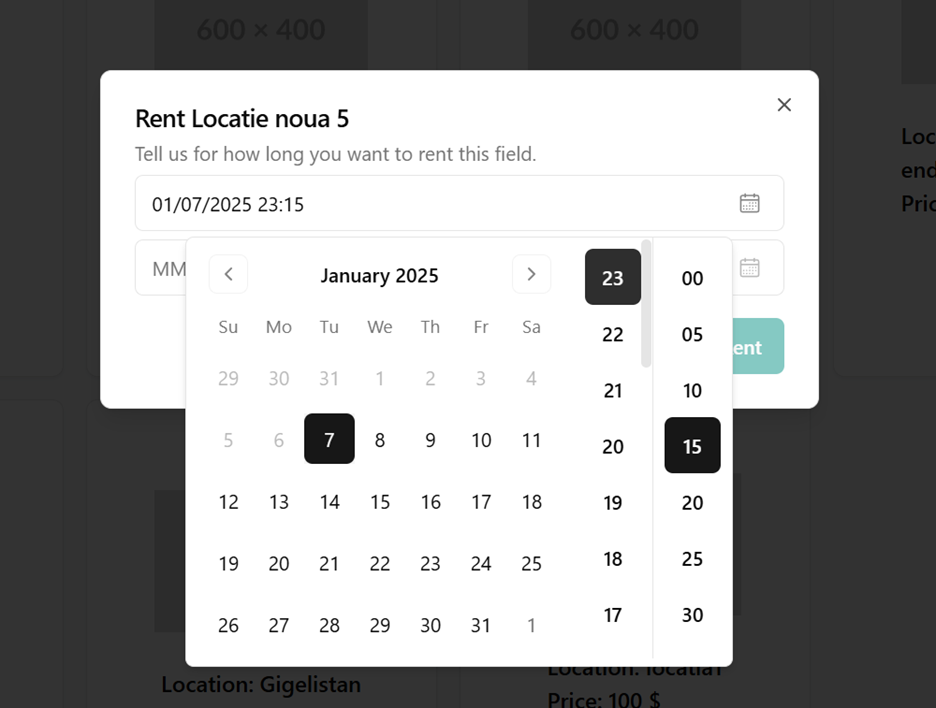 600 × 400
600 × 400
Rent Locatie noua 5
Tell us for how long you want to rent this field.
01/07/2025 23:15
MM
January 2025
Su Mo Tu We Th Fr Sa
29 30 31 1 2 3 4
5 6 7 8 9 10 11
12 13 14 15 16 17 18
19 20 21 22 23 24 25
26 27 28 29 30 31 1
23 00
22 05
21 10
20 15
19 20
18 25
17 30
ent
Loc
end
Pric
Location: Gigelistan
Location: locatia1
Price: 100 $